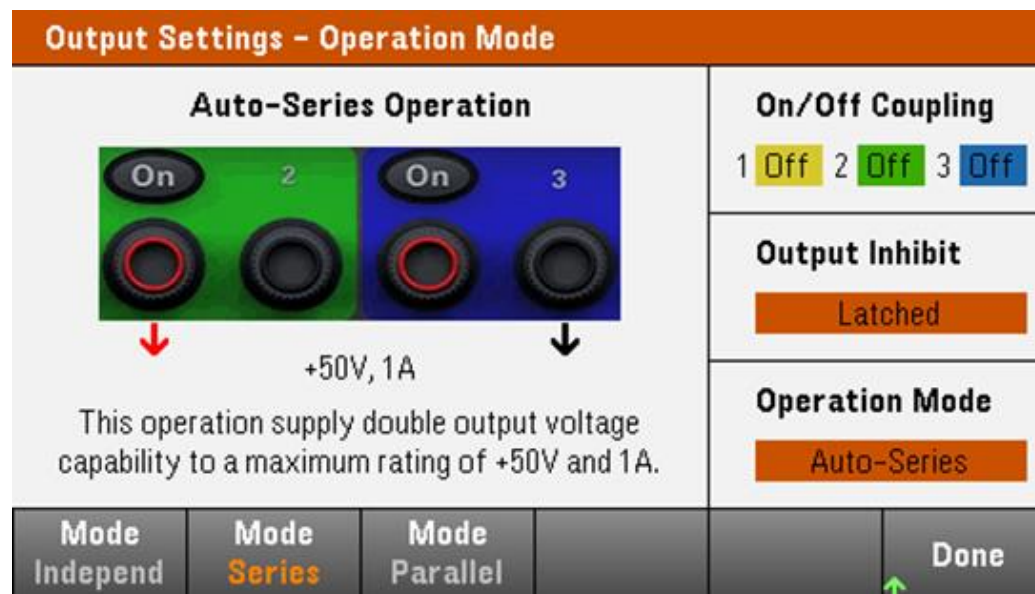 Output Settings – Operation Mode
Auto-Series Operation
On 2 On 3
+50V, 1A
This operation supply double output voltage
capability to a maximum rating of +50V and 1A.
On/Off Coupling
1 Off 2 Off 3 Off
Output Inhibit
Latched
Operation Mode
Auto-Series
Mode Mode Mode
Independ Series Parallel
Done